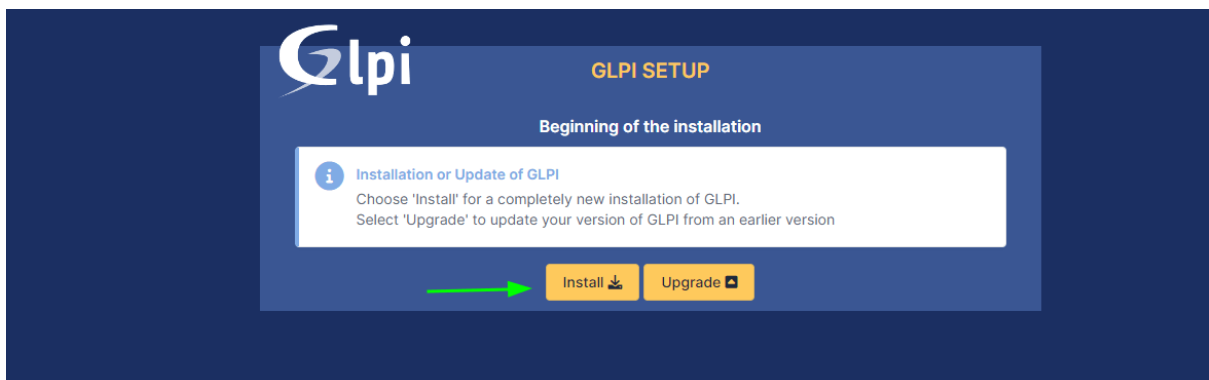 Glpi
GLPI SETUP
Beginning of the installation
Installation or Update of GLPI
Choose 'Install' for a completely new installation of GLPI.
Select 'Upgrade' to update your version of GLPI from an earlier version
Install
Upgrade